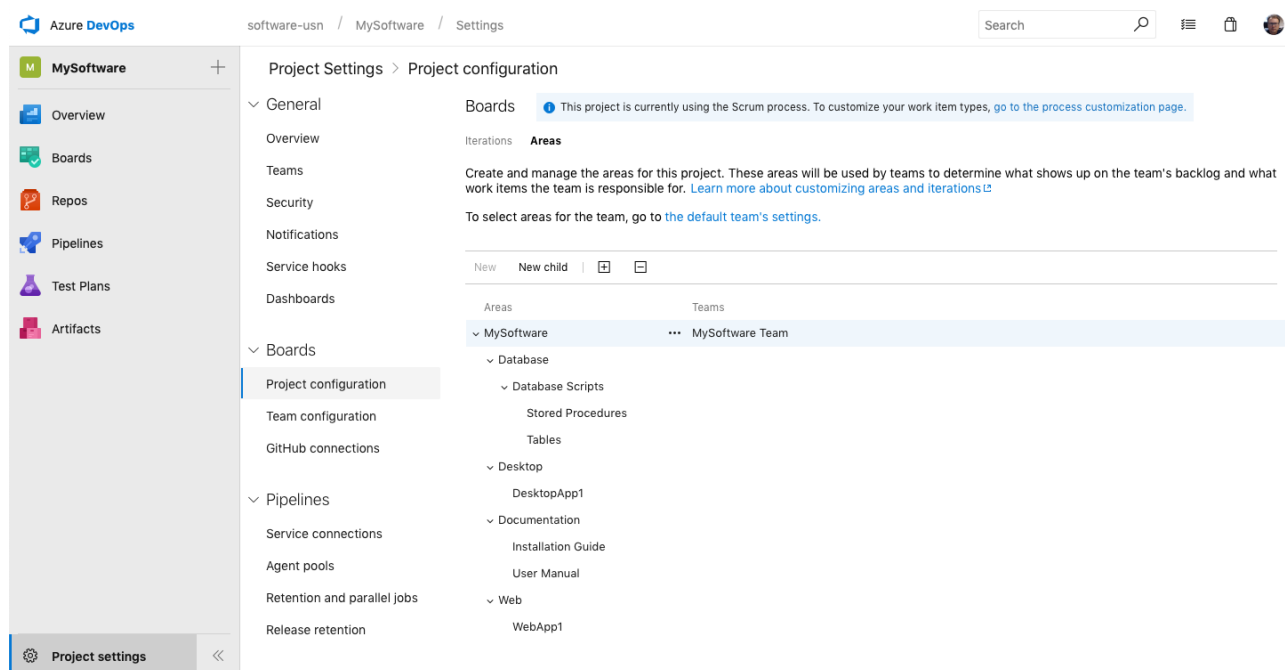 Azure DevOps
software-usn / MySoftware / Settings
Search
M MySoftware
Overview
Boards
Repos
Pipelines
Test Plans
Artifacts
Project settings
Project Settings > Project configuration
General
Overview
Teams
Security
Notifications
Service hooks
Dashboards
Boards
Project configuration
Team configuration
GitHub connections
Pipelines
Service connections
Agent pools
Retention and parallel jobs
Release retention
Boards
This project is currently using the Scrum process. To customize your work item types, go to the process customization page.
Iterations Areas
Create and manage the areas for this project. These areas will be used by teams to determine what shows up on the team's backlog and what
work items the team is responsible for. Learn more about customizing areas and iterations
To select areas for the team, go to the default team's settings.
New New child
Areas Teams
MySoftware ••• MySoftware Team
Database
Database Scripts
Stored Procedures
Tables
Desktop
DesktopApp1
Documentation
Installation Guide
User Manual
Web
WebApp1